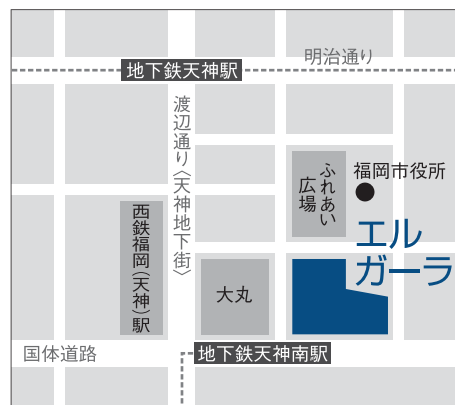 明治通り
地下鉄天神駅
渡辺通り〈天神地下街〉
ふれあい
広場
福岡市役所
西鉄福岡(天神)駅
エル
ガーラ
大丸
国体道路
地下鉄天神南駅